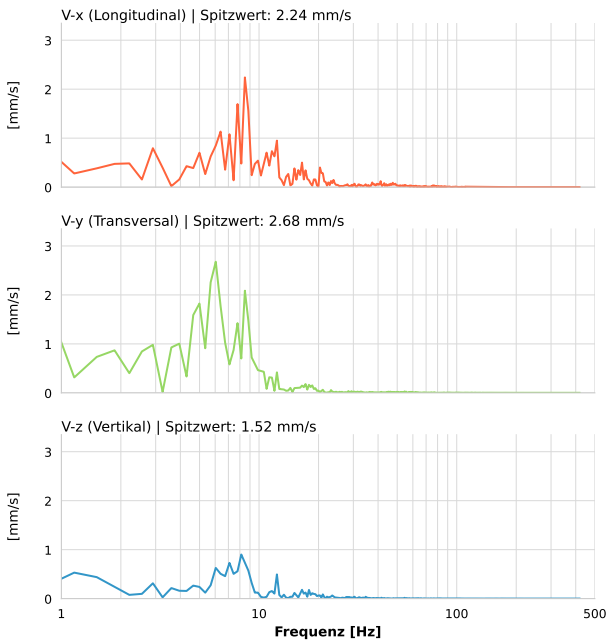 V-x (Longitudinal) | Spitzwert: 2.24 mm/s
3
2
1
0
[mm/s]
V-y (Transversal) | Spitzwert: 2.68 mm/s
3
2
1
0
[mm/s]
V-z (Vertikal) | Spitzwert: 1.52 mm/s
3
2
1
0
[mm/s]
1 10 100 500
Frequenz [Hz]